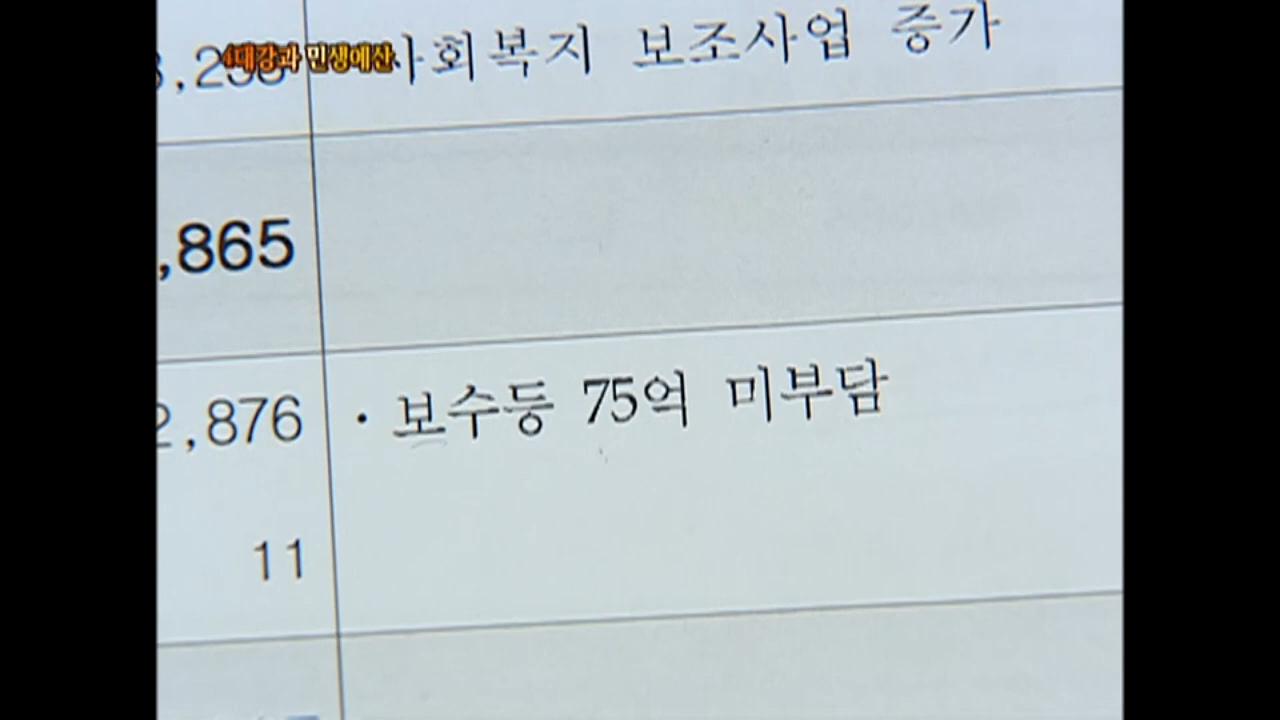 4대강과 민생예산
회복지 보조사업 증가
,865
2,876 · 보수등 75억 미부담
11